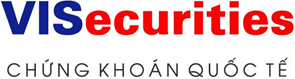 VISecurities
CHỨNG KHOÁN QUỐC TẾ